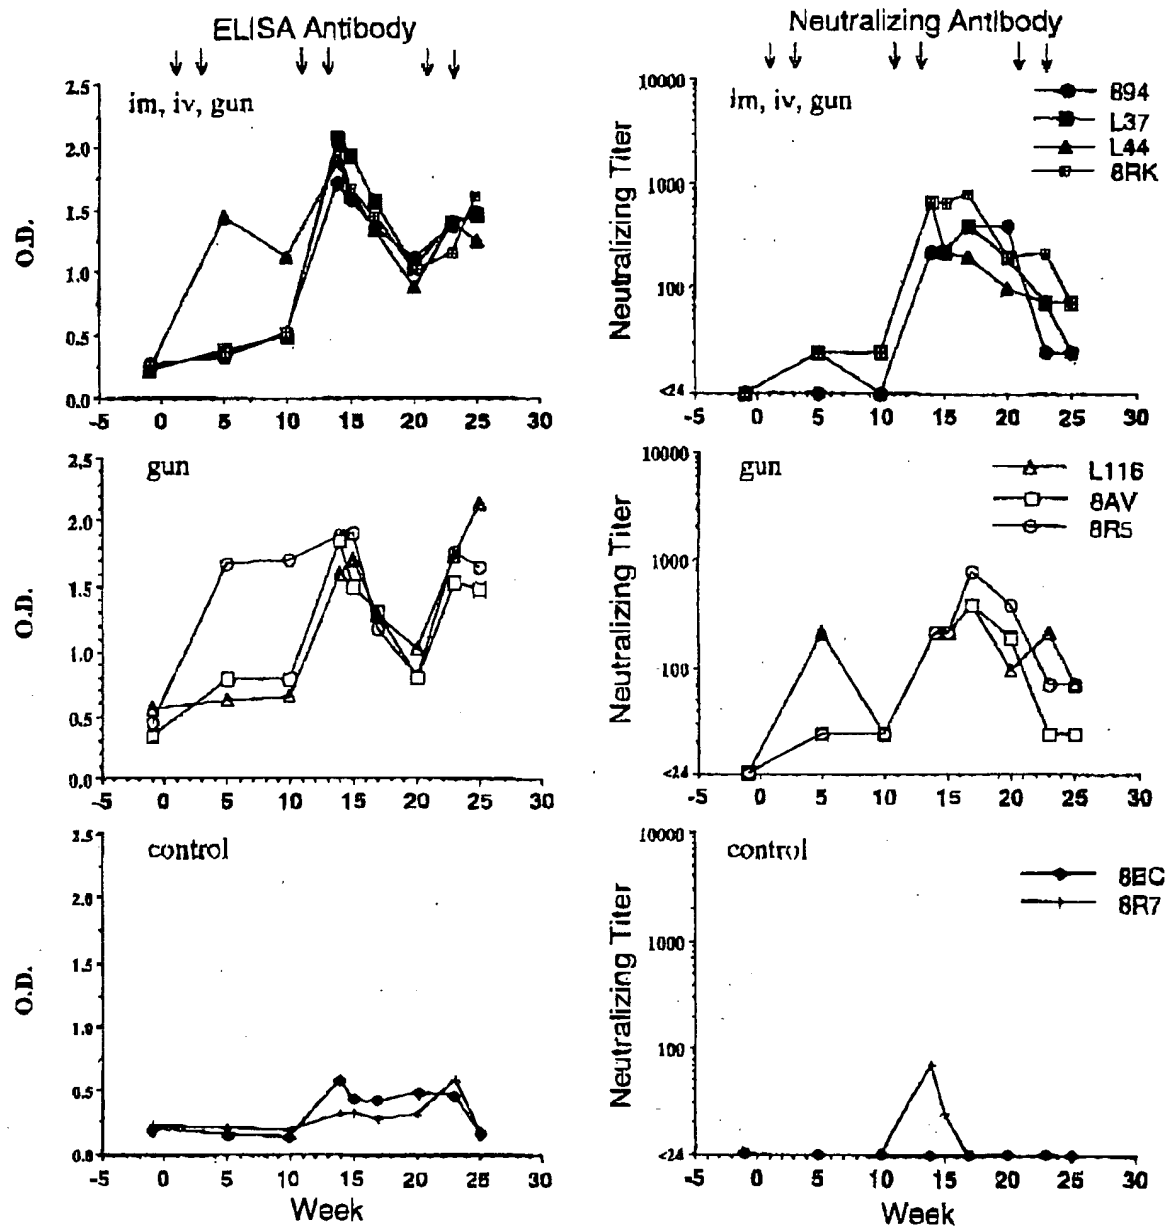 ELISA Antibody
Neutralizing Antibody
im, iv, gun
O.D.
2.5
2.0
1.5
1.0
0.5
0.0
-5 0 5 10 15 20 25 30
im, iv, gun
Neutralizing Titer
10000
1000
100
<24
-5 0 5 10 15 20 25 30
894
L37
L44
8RK
gun
O.D.
2.5
2.0
1.5
1.0
0.5
0.0
-5 0 5 10 15 20 25 30
gun
Neutralizing Titer
10000
1000
100
<24
-5 0 5 10 15 20 25 30
L116
8AV
8R5
control
O.D.
2.5
2.0
1.5
1.0
0.5
0.0
-5 0 5 10 15 20 25 30
Week
control
Neutralizing Titer
10000
1000
100
<24
-5 0 5 10 15 20 25 30
Week
8EC
8R7